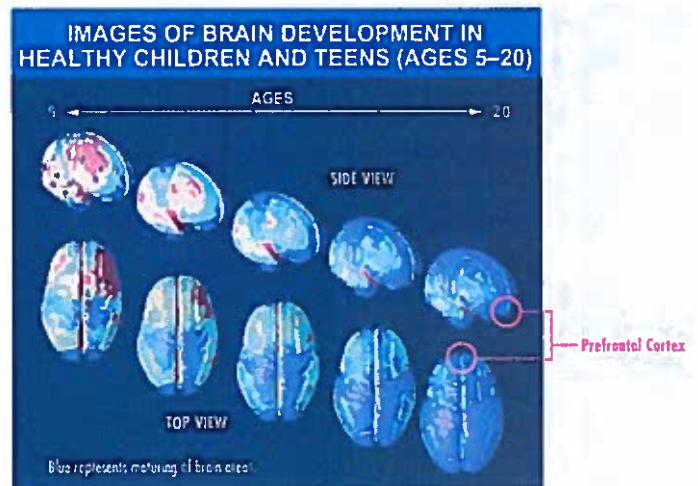 IMAGES OF BRAIN DEVELOPMENT IN
HEALTHY CHILDREN AND TEENS (AGES 5–20)
AGES
5
20
SIDE VIEW
Prefrontal Cortex
TOP VIEW
Blue represents maturing of brain areas.